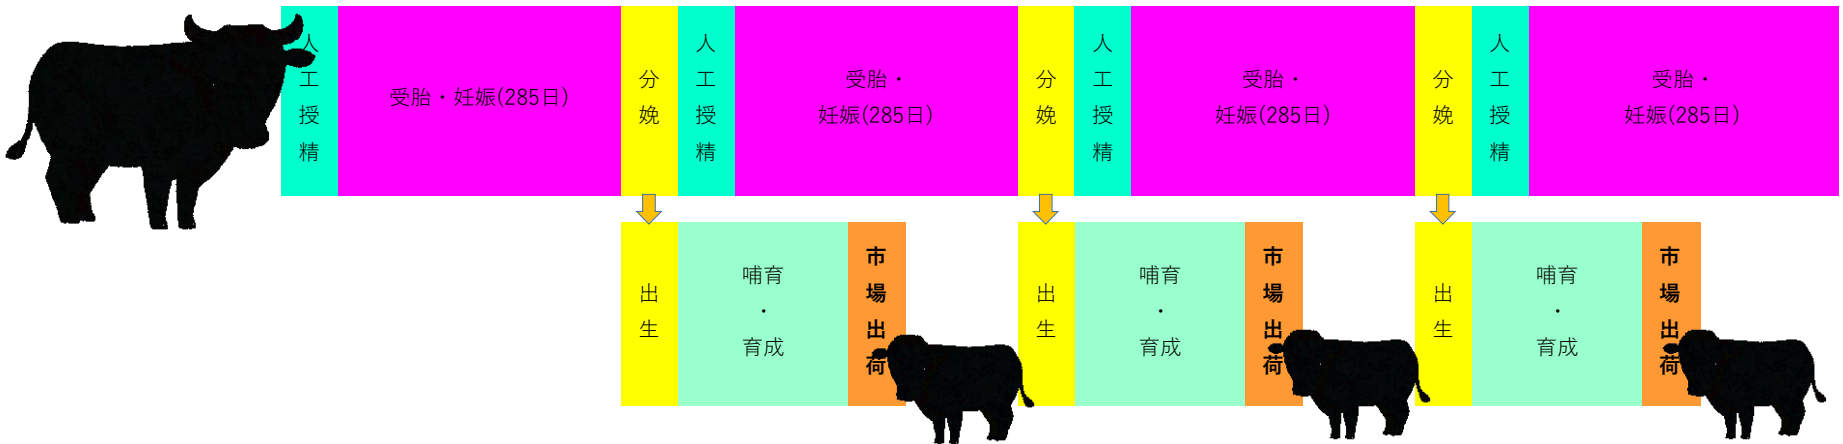 人工授精
受胎・妊娠(285日)
分娩
人工授精
受胎・
妊娠(285日)
分娩
人工授精
受胎・
妊娠(285日)
分娩
人工授精
受胎・
妊娠(285日)
出生
哺育
・
育成
市場出荷
出生
哺育
・
育成
市場出荷
出生
哺育
・
育成
市場出荷